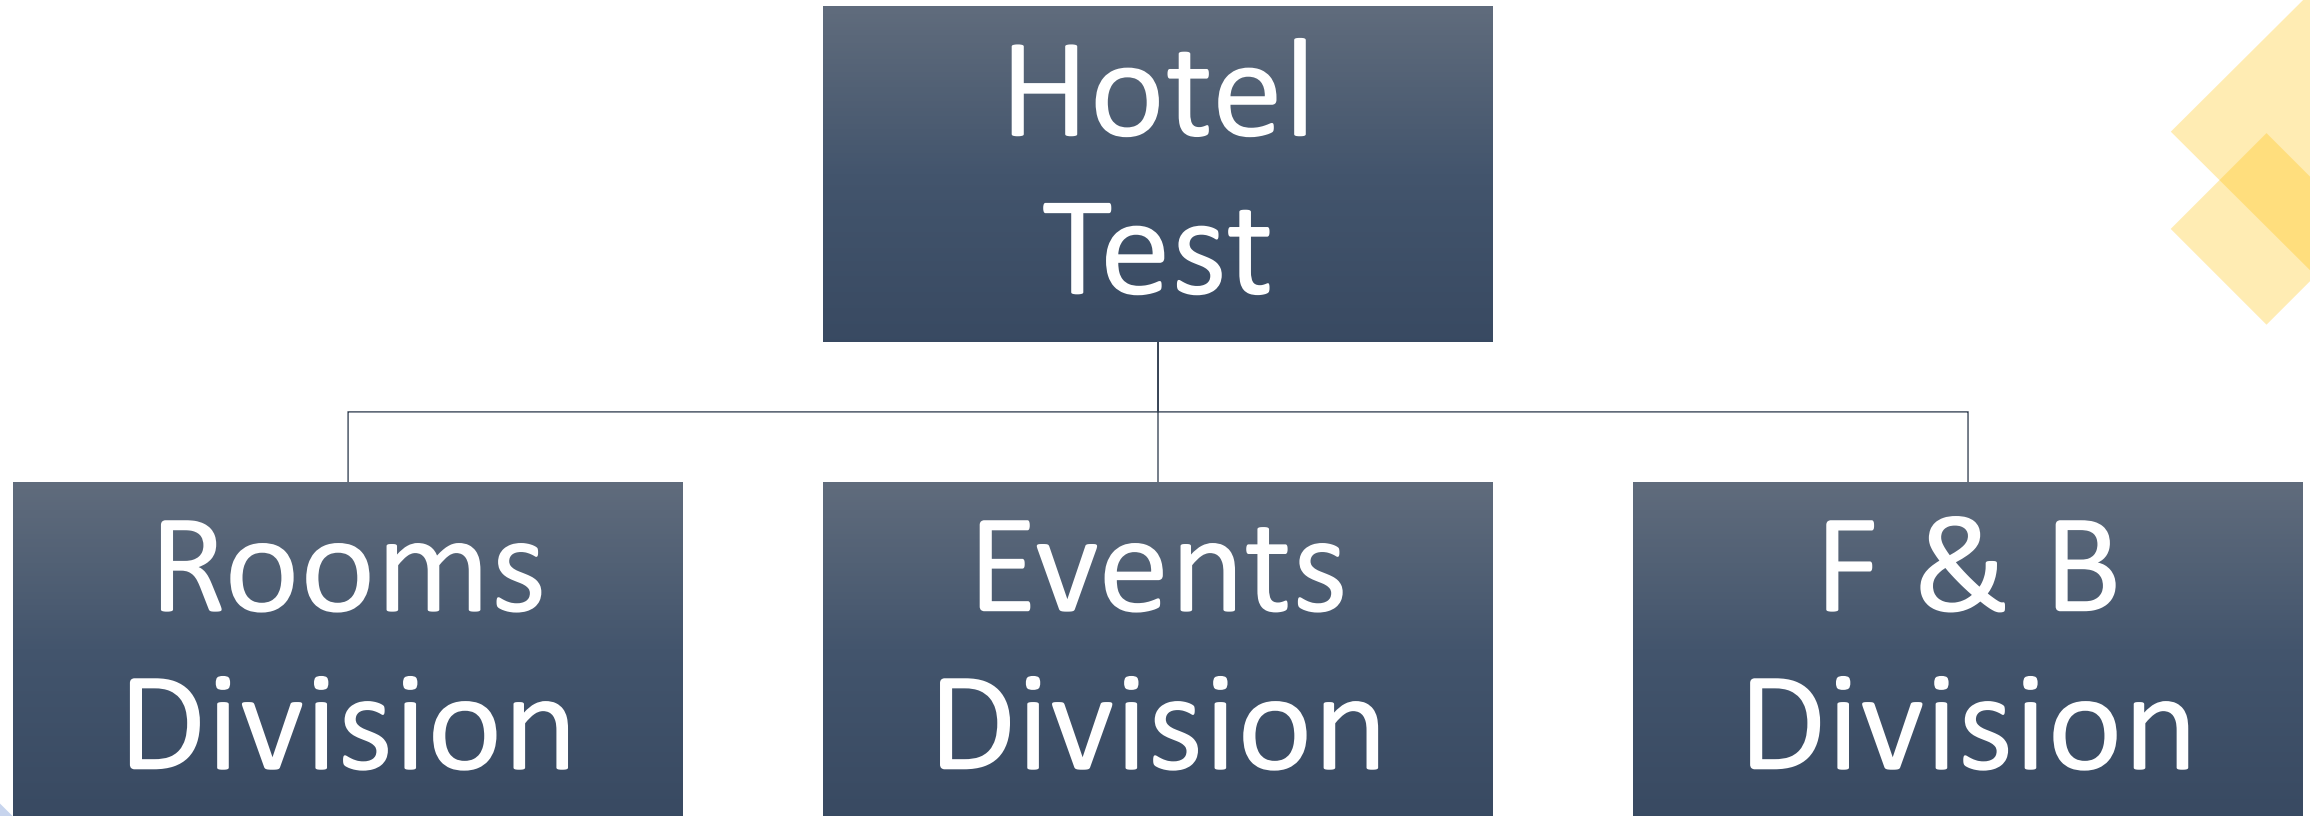 Hotel
Test
Rooms
Division
Events
Division
F & B
Division